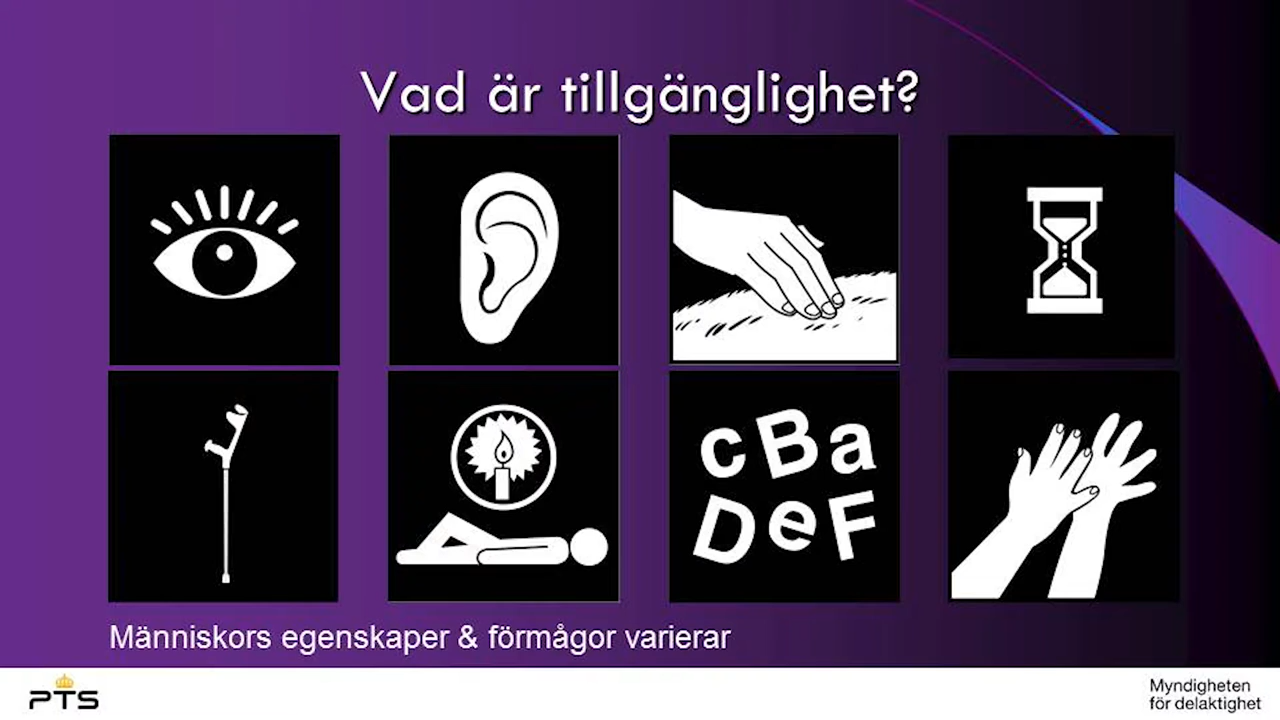 Vad är tillgänglighet?
cBa
DeF
Människors egenskaper & förmågor varierar
PTS
Myndigheten
för delaktighet